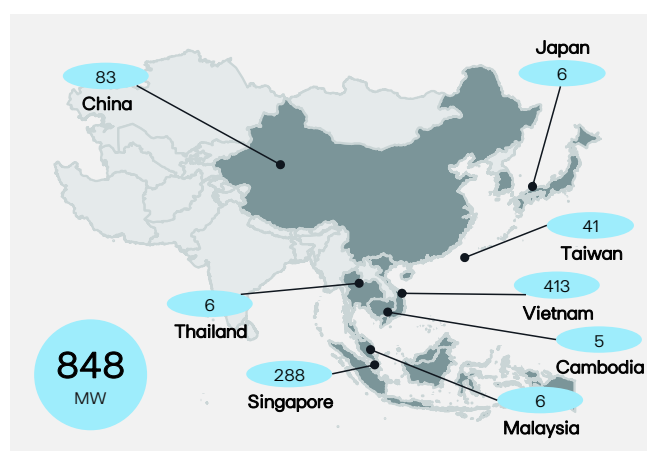 Japan
6
83
China
41
Taiwan
413
Vietnam
6
Thailand
5
Cambodia
848
MW
288
Singapore
6
Malaysia